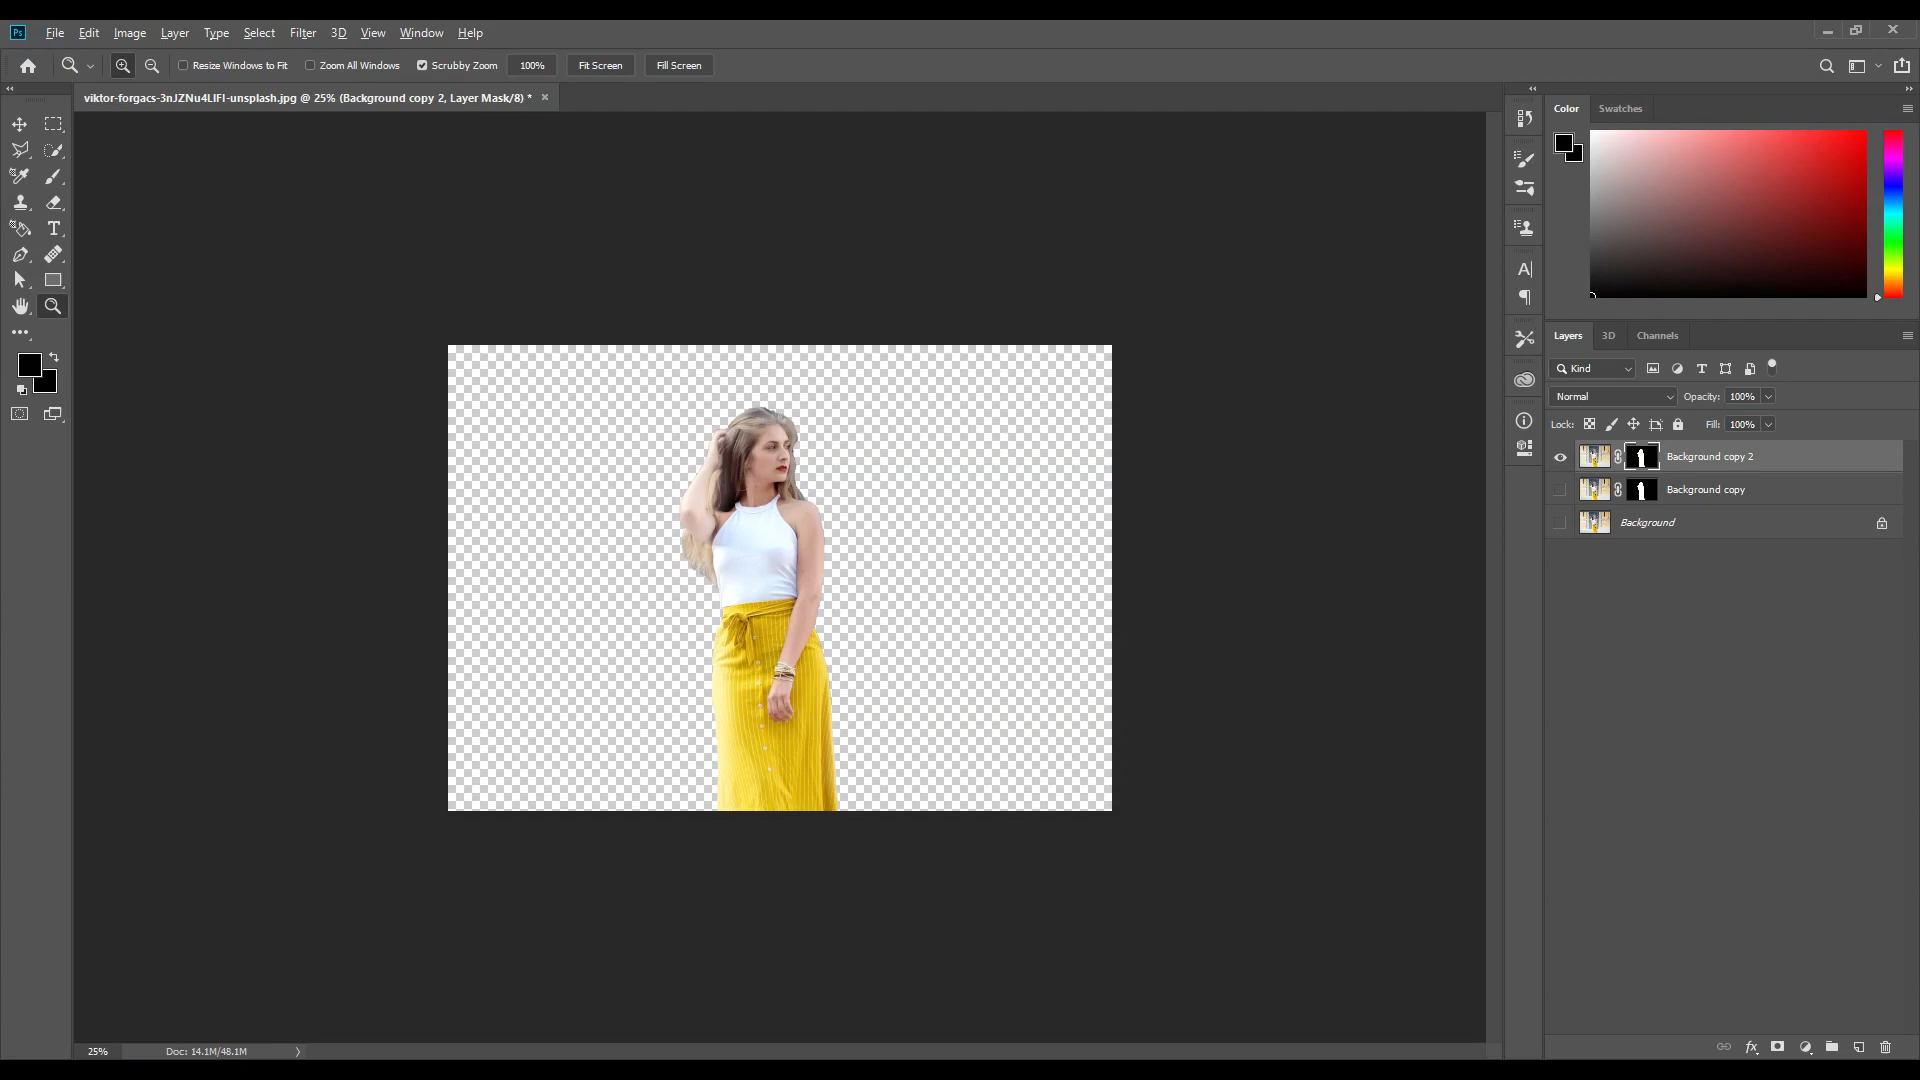 Ps File Edit Image Layer Type Select Filter 3D View Window Help
Resize Windows to Fit Zoom All Windows Scrubby Zoom 100% Fit Screen Fill Screen
viktor-forgacs-3nJZNu4LIFI-unsplash.jpg @ 25% (Background copy 2, Layer Mask/8) *
Color Swatches
Layers 3D Channels
Kind
Normal Opacity: 100%
Lock: Fill: 100%
Background copy 2
Background copy
Background
25% Doc: 14.1M/48.1M